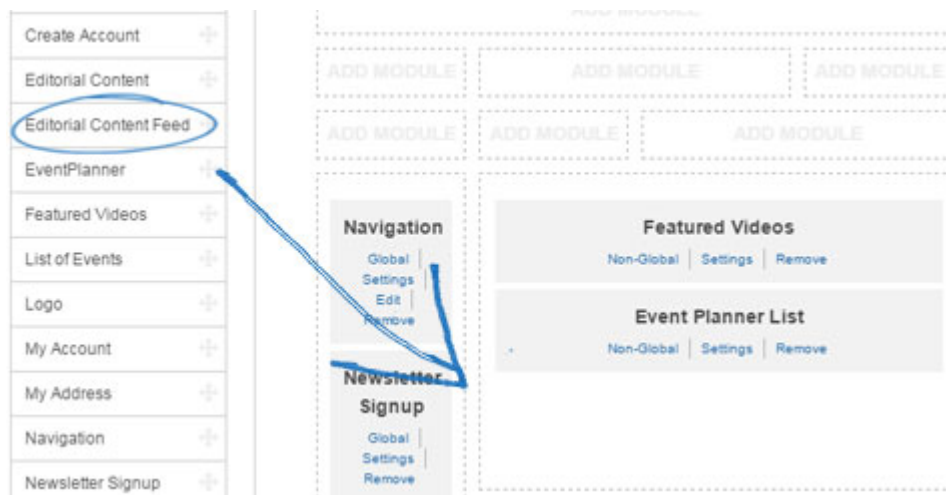 Create Account
Editorial Content
Editorial Content Feed
EventPlanner
Featured Videos
List of Events
Logo
My Account
My Address
Navigation
Newsletter Signup
ADD MODULE
ADD MODULE
ADD MODULE
ADD MODULE
ADD MODULE
ADD MODULE
ADD MODULE
Navigation
Global
Settings
Edit
Remove
Newsletter
Signup
Global
Settings
Remove
Featured Videos
Non-Global Settings Remove
Event Planner List
Non-Global Settings Remove